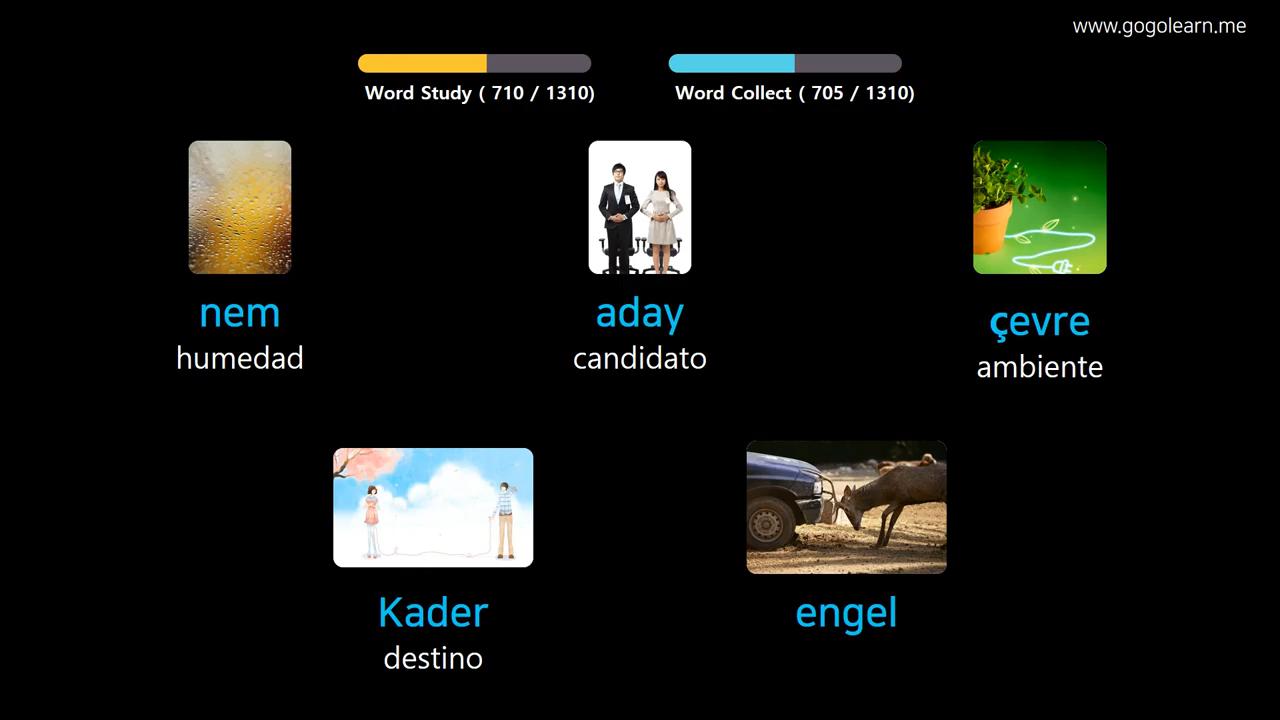 www.gogolearn.me
Word Study ( 710 / 1310)
Word Collect ( 705 / 1310)
nem
humedad
aday
candidato
çevre
ambiente
Kader
destino
engel